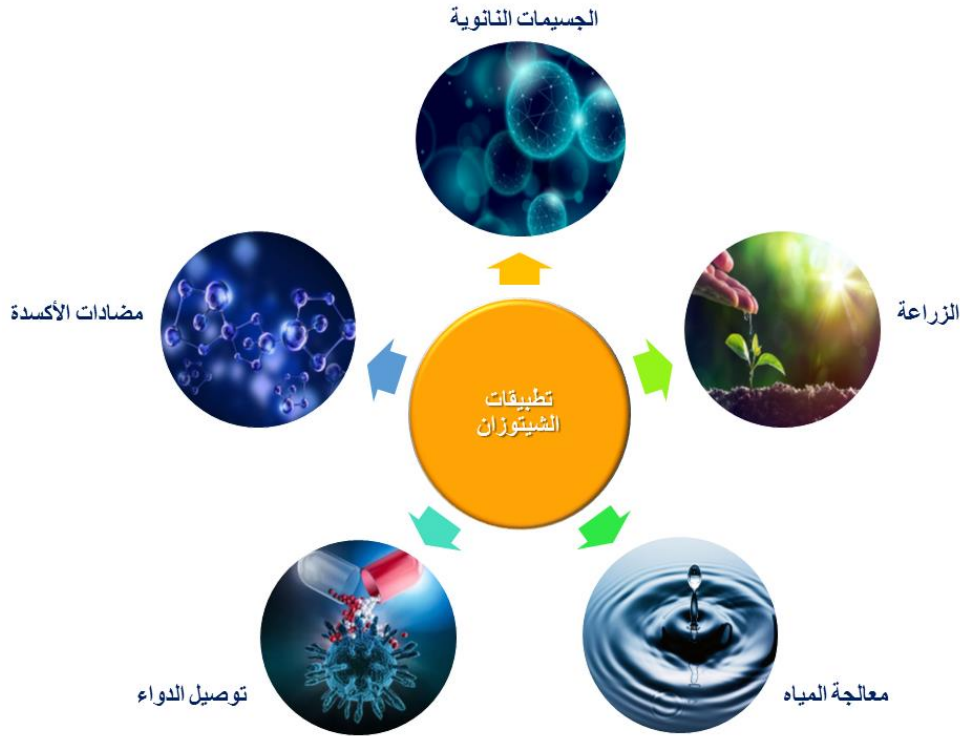 الجسيمات النانوية
مضادات الأكسدة
الزراعة
تطبيقات
الشيتوزان
توصيل الدواء
معالجة المياه